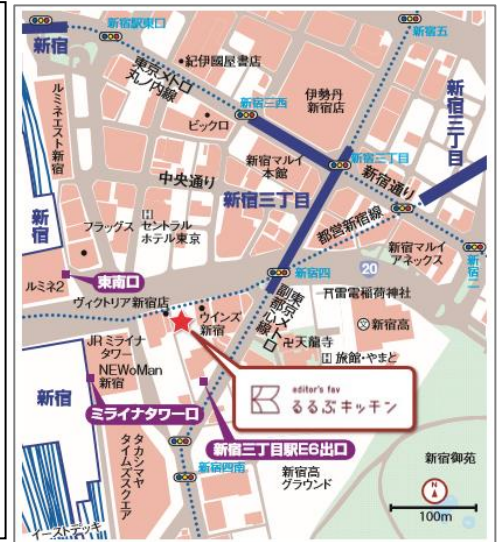 新宿駅東口
新宿五
新宿
紀伊國屋書店
東京メトロ
丸ノ内線
伊勢丹
新宿店
新宿三丁目
ルミネエスト新宿
新宿三西
ビックロ
新宿三丁目
新宿マルイ
本館
新宿通り
中央通り
新宿三丁目
都営新宿線
新宿
フラッグス
セントラル
ホテル東京
新宿マルイ
アネックス
新宿二
東南口
新宿四
20
ルミネ2
ヴィクトリア新宿店
ウインズ
新宿
東京メトロ
副都心線
雷電稲荷神社
新宿高
天龍寺
旅館・やまと
JRミライナ
タワー
NEWoMan
新宿
editor's fav
るるぶキッチン
新宿
ミライナタワー口
新宿三丁目駅E6出口
タカシマヤ
タイムズスクエア
新宿四南
新宿高
グラウンド
新宿御苑
N
100m
イーストデッキ